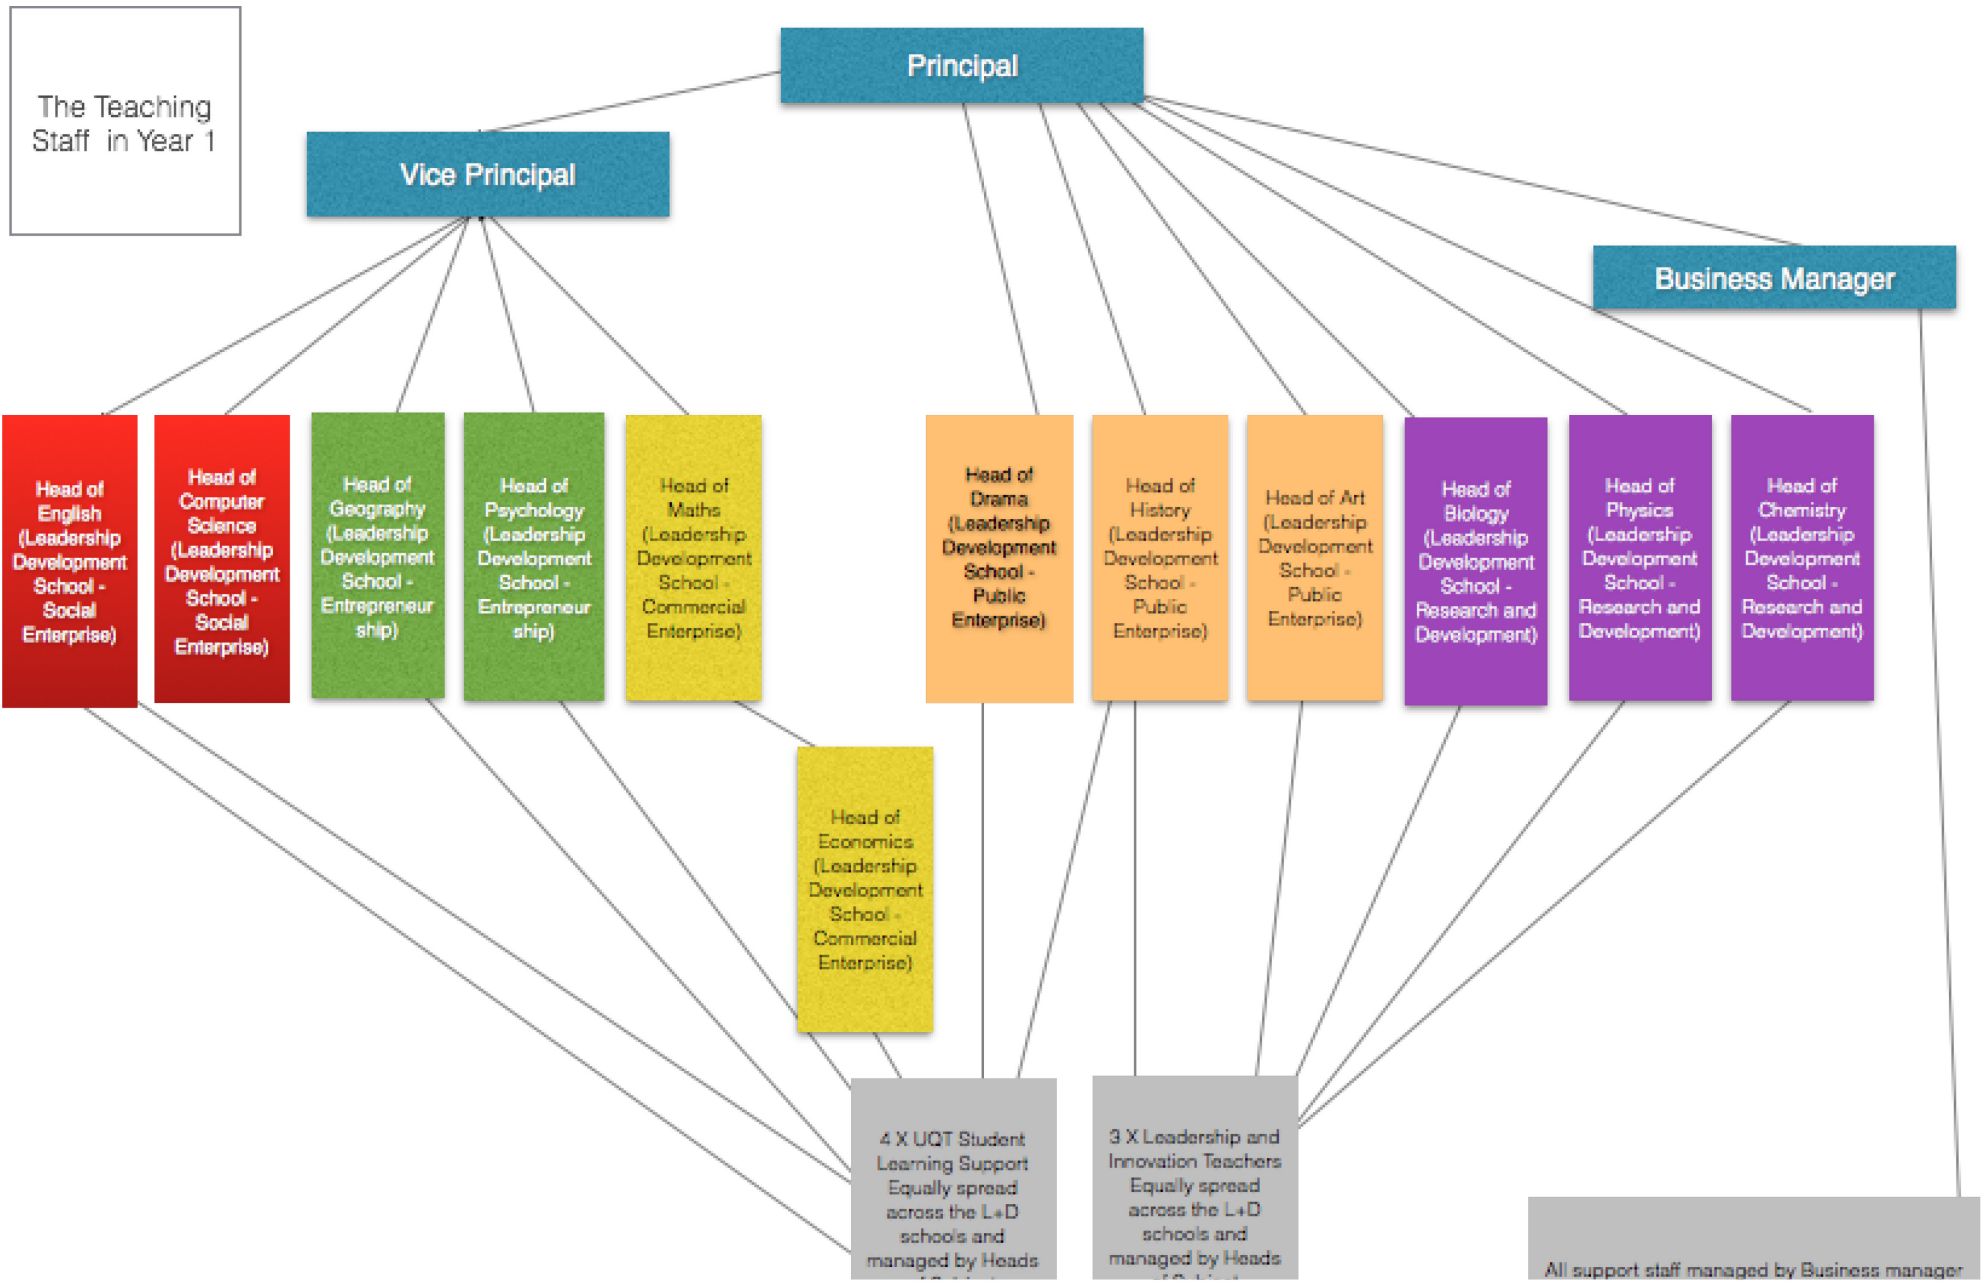 The Teaching
Staff in Year 1
Principal
Vice Principal
Business Manager
Head of
English
(Leadership
Development
School -
Social
Enterprise)
Head of
Computer
Science
(Leadership
Development
School -
Social
Enterprise)
Head of
Geography
(Leadership
Development
School -
Entrepreneur
ship)
Head of
Psychology
(Leadership
Development
School -
Entrepreneur
ship)
Head of
Maths
(Leadership
Development
School -
Commercial
Enterprise)
Head of
Drama
(Leadership
Development
School -
Public
Enterprise)
Head of
History
(Leadership
Development
School -
Public
Enterprise)
Head of Art
(Leadership
Development
School -
Public
Enterprise)
Head of
Biology
(Leadership
Development
School -
Research and
Development)
Head of
Physics
(Leadership
Development
School -
Research and
Development)
Head of
Chemistry
(Leadership
Development
School -
Research and
Development)
Head of
Economics
(Leadership
Development
School -
Commercial
Enterprise)
4 X UQT Student
Learning Support
Equally spread
across the L+D
schools and
managed by Heads
3 X Leadership and
Innovation Teachers
Equally spread
across the L+D
schools and
managed by Heads
All support staff managed by Business manager